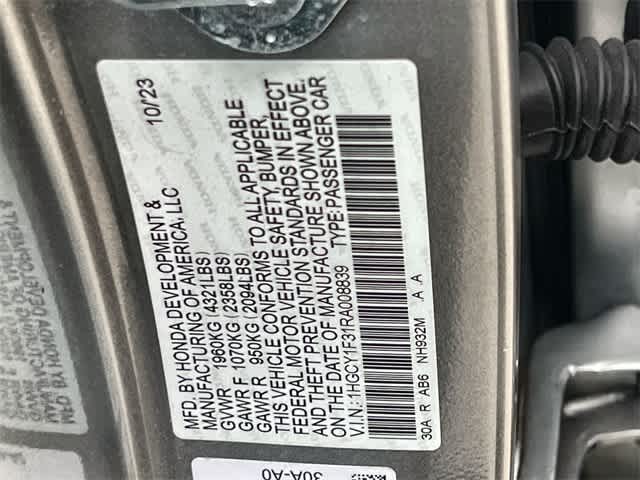 MFD. BY HONDA DEVELOPMENT & 10/23
MANUFACTURING OF AMERICA, LLC
GVWR 1960KG (4321LBS)
GAWR F 1070KG (2358LBS)
GAWR R 950KG (2094LBS)
THIS VEHICLE CONFORMS TO ALL APPLICABLE
FEDERAL MOTOR VEHICLE SAFETY, BUMPER,
AND THEFT PREVENTION STANDARDS IN EFFECT
ON THE DATE OF MANUFACTURE SHOWN ABOVE.
V.I.N.: 1HGCY1F31RA008839 TYPE:PASSENGER CAR
30A R AB6 NH932M A A
30A-A0